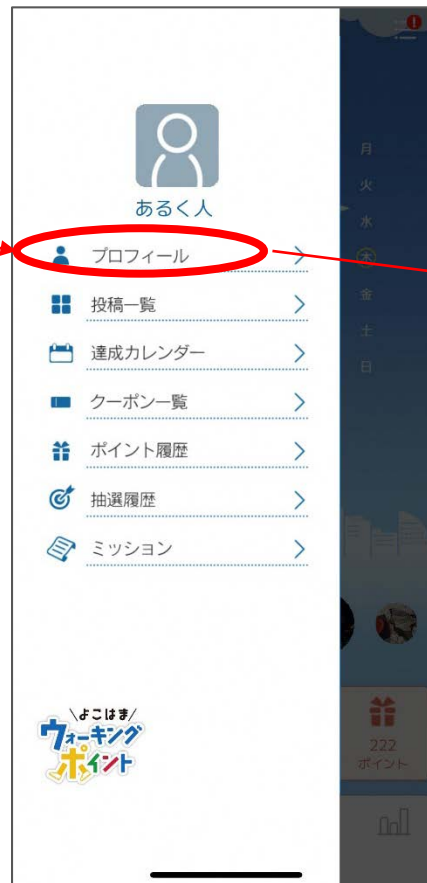 あるく人
プロフィール
投稿一覧
達成カレンダー
クーポン一覧
ポイント履歴
抽選履歴
ミッション
よこはま
ウォーキング
ポイント
月
火
水
木
金
土
日
222
ポイント